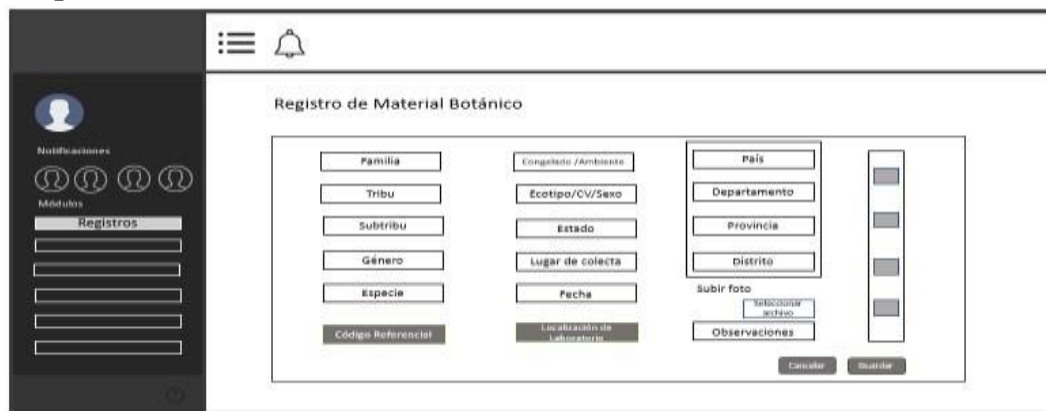 Registro de Material Botánico
Notificaciones
Módulos
Registros
Familia
Tribu
Subtribu
Género
Especie
Código Referencial
Congelado /Ambiente
Ecotipo/CV/Sexo
Estado
Lugar de colecta
Fecha
Localización de
Laboratorio
País
Departamento
Provincia
Distrito
Subir foto
Seleccionar
archivo
Observaciones
Cancelar
Guardar